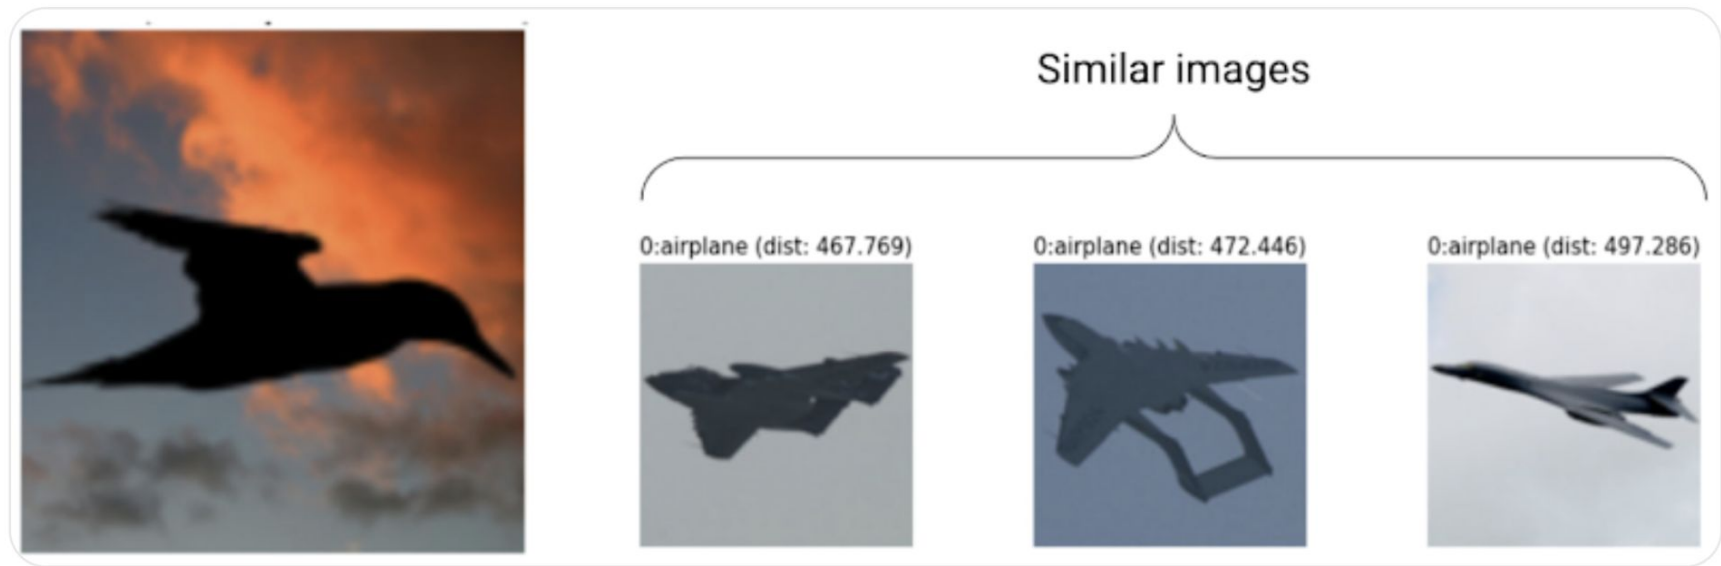 Similar images
0:airplane (dist: 467.769)
0:airplane (dist: 472.446)
0:airplane (dist: 497.286)